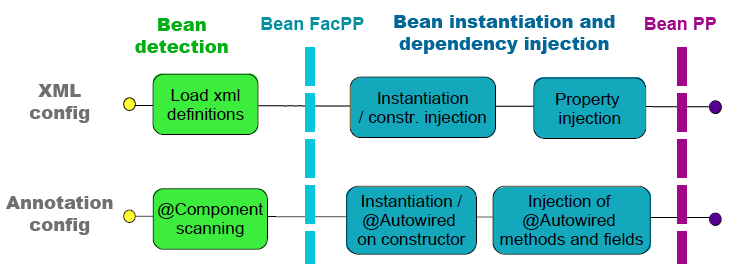 Bean
detection
Bean FacPP
Bean instantiation and
dependency injection
Bean PP
XML
config
Load xml
definitions
Instantiation
/ constr. injection
Property
injection
Annotation
config
@Component
scanning
Instantiation /
@Autowired
on constructor
Injection of
@Autowired
methods and fields